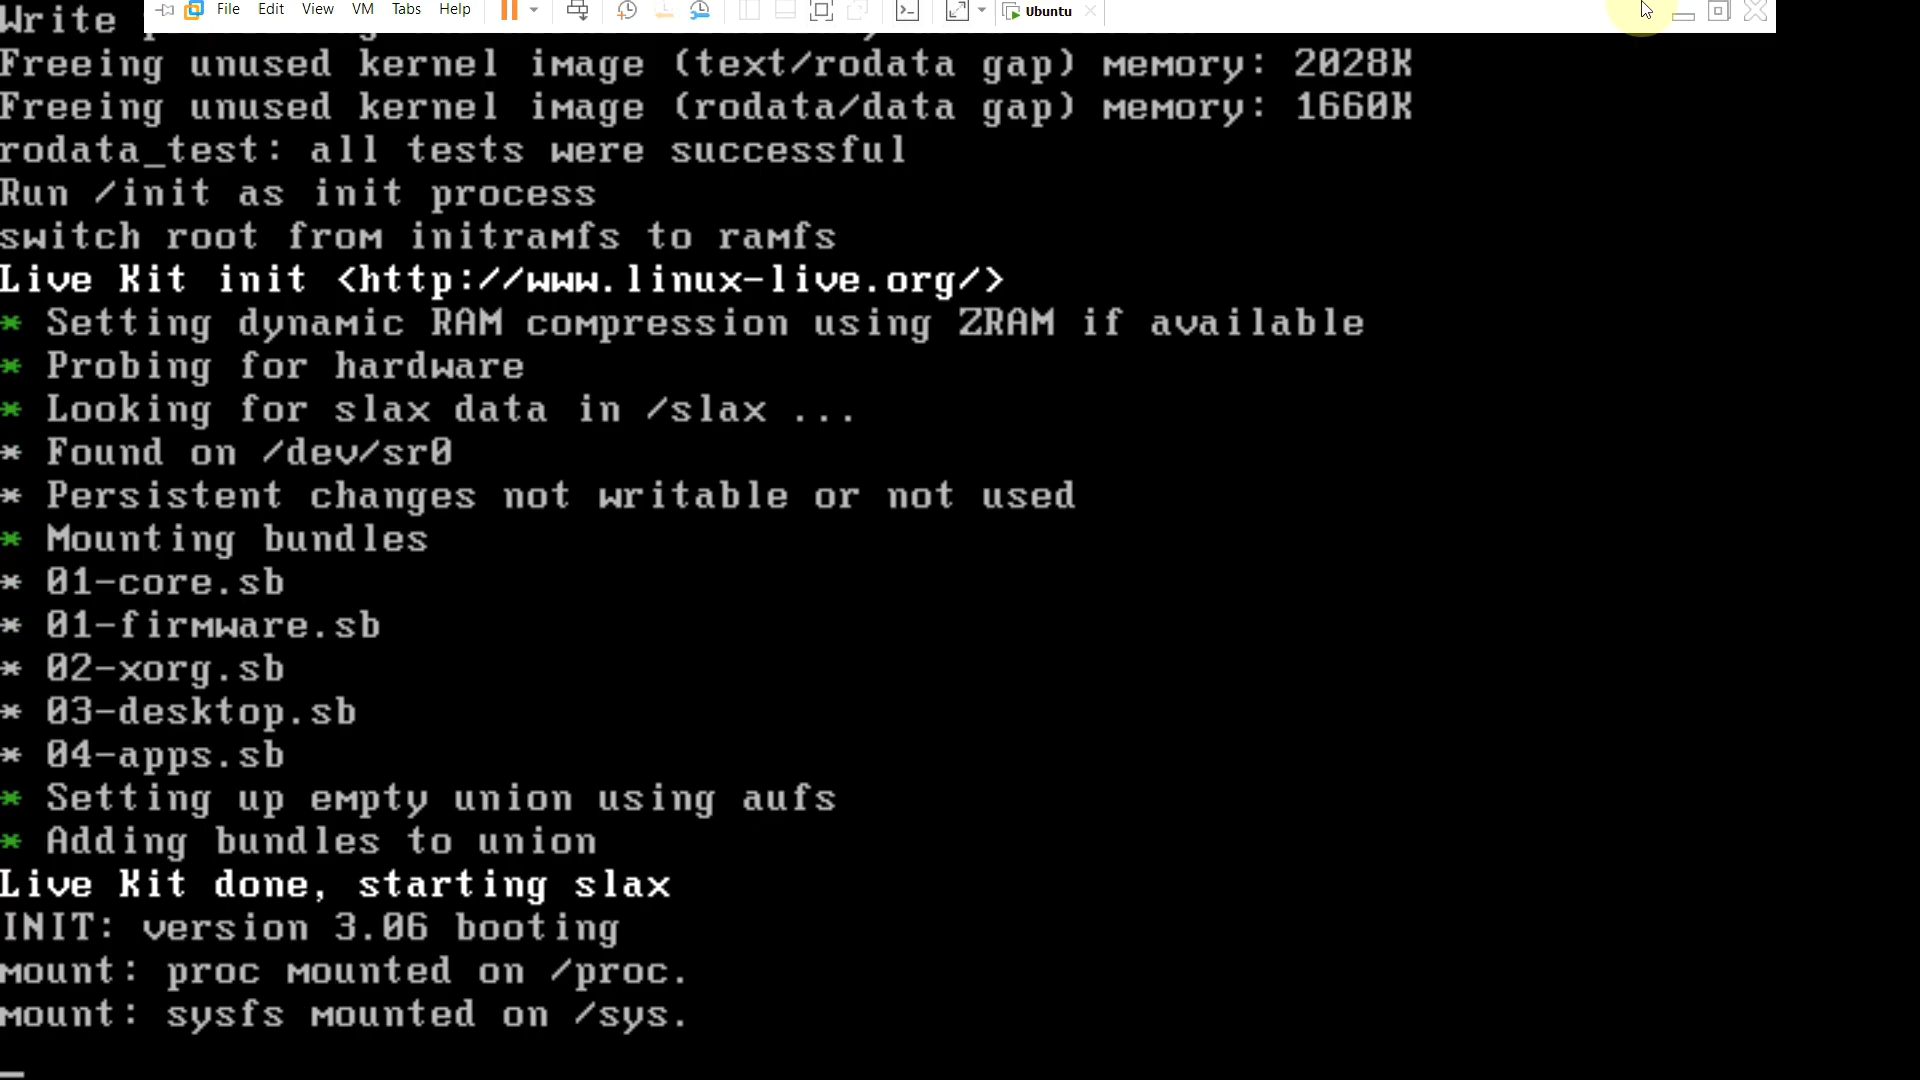 File Edit View VM Tabs Help Ubuntu
Write
Freeing unused kernel image (text/rodata gap) memory: 2028K
Freeing unused kernel image (rodata/data gap) memory: 1660K
rodata_test: all tests were successful
Run /init as init process
switch root from initramfs to ramfs
Live Kit init <http://www.linux-live.org/>
* Setting dynamic RAM compression using ZRAM if available
* Probing for hardware
* Looking for slax data in /slax ...
* Found on /dev/sr0
* Persistent changes not writable or not used
* Mounting bundles
* 01-core.sb
* 01-firmware.sb
* 02-xorg.sb
* 03-desktop.sb
* 04-apps.sb
* Setting up empty union using aufs
* Adding bundles to union
Live Kit done, starting slax
INIT: version 3.06 booting
mount: proc mounted on /proc.
mount: sysfs mounted on /sys.